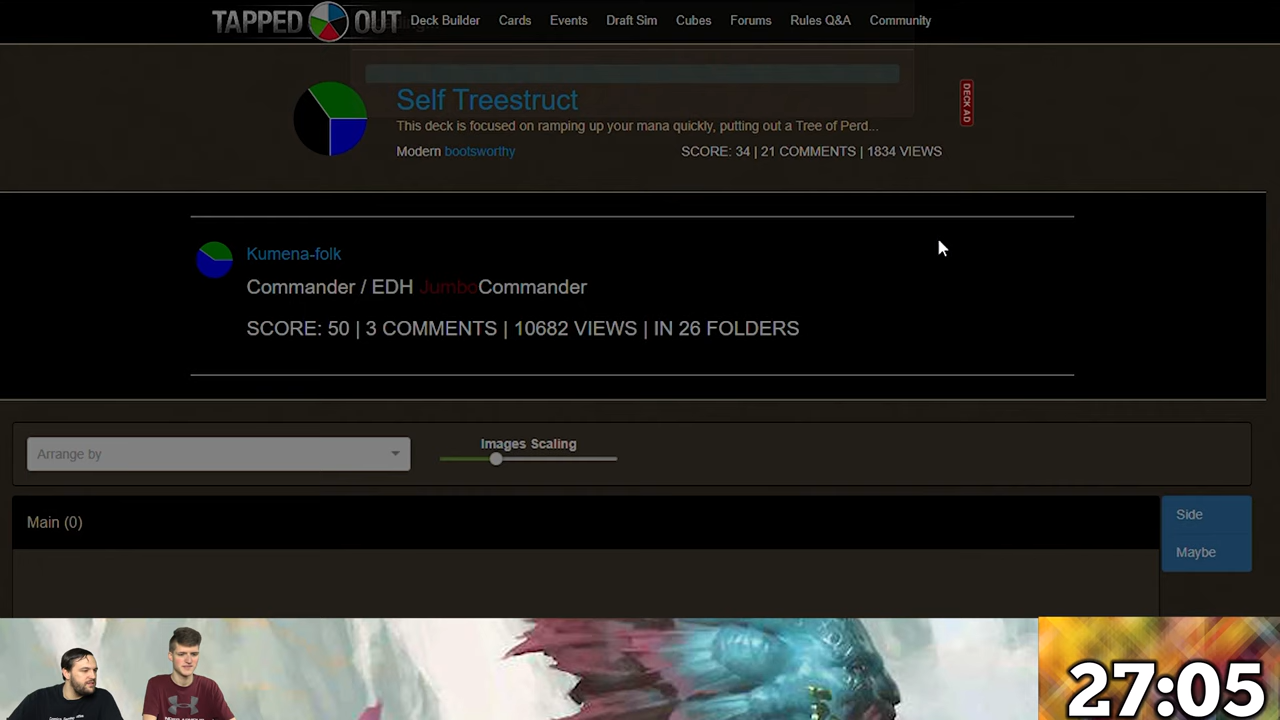 TAPPED OUT Deck Builder Cards Events Draft Sim Cubes Forums Rules Q&A Community
Self Treestruct
This deck is focused on ramping up your mana quickly, putting out a Tree of Perd...
Modern bootsworthy SCORE: 34 | 21 COMMENTS | 1834 VIEWS
DECK AD
Kumena-folk
Commander / EDH JumboCommander
SCORE: 50 | 3 COMMENTS | 10682 VIEWS | IN 26 FOLDERS
Arrange by
Images Scaling
Main (0)
Side
Maybe
27:05